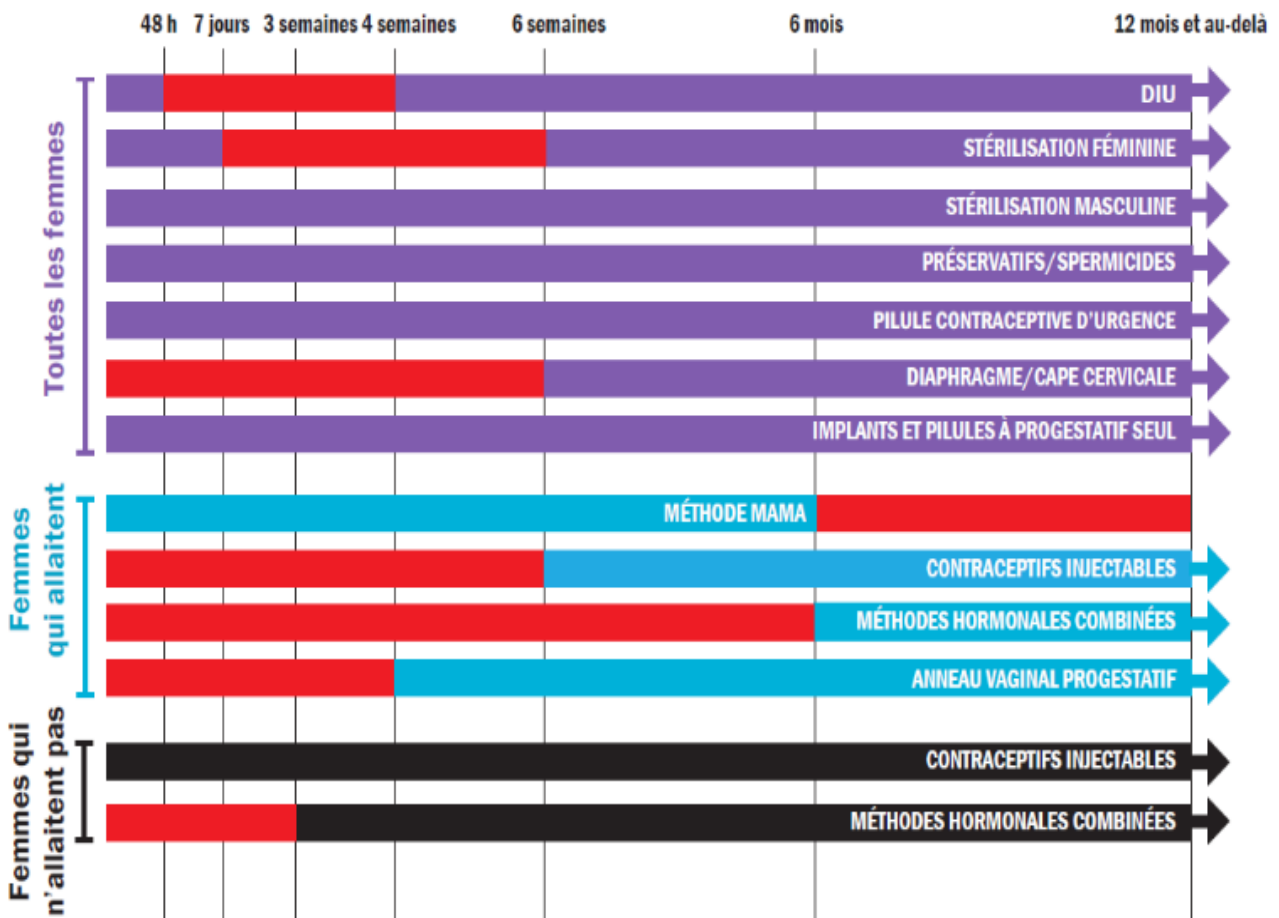 48 h 7 jours 3 semaines 4 semaines 6 semaines 6 mois 12 mois et au-delà
Toutes les femmes
DIU
STÉRILISATION FÉMININE
STÉRILISATION MASCULINE
PRÉSERVATIFS/SPERMICIDES
PILULE CONTRACEPTIVE D'URGENCE
DIAPHRAGME/CAPE CERVICALE
IMPLANTS ET PILULES À PROGESTATIF SEUL
Femmes
qui allaitent
MÉTHODE MAMA
CONTRACEPTIFS INJECTABLES
MÉTHODES HORMONALES COMBINÉES
ANNEAU VAGINAL PROGESTATIF
Femmes qui
n'allaitent pas
CONTRACEPTIFS INJECTABLES
MÉTHODES HORMONALES COMBINÉES